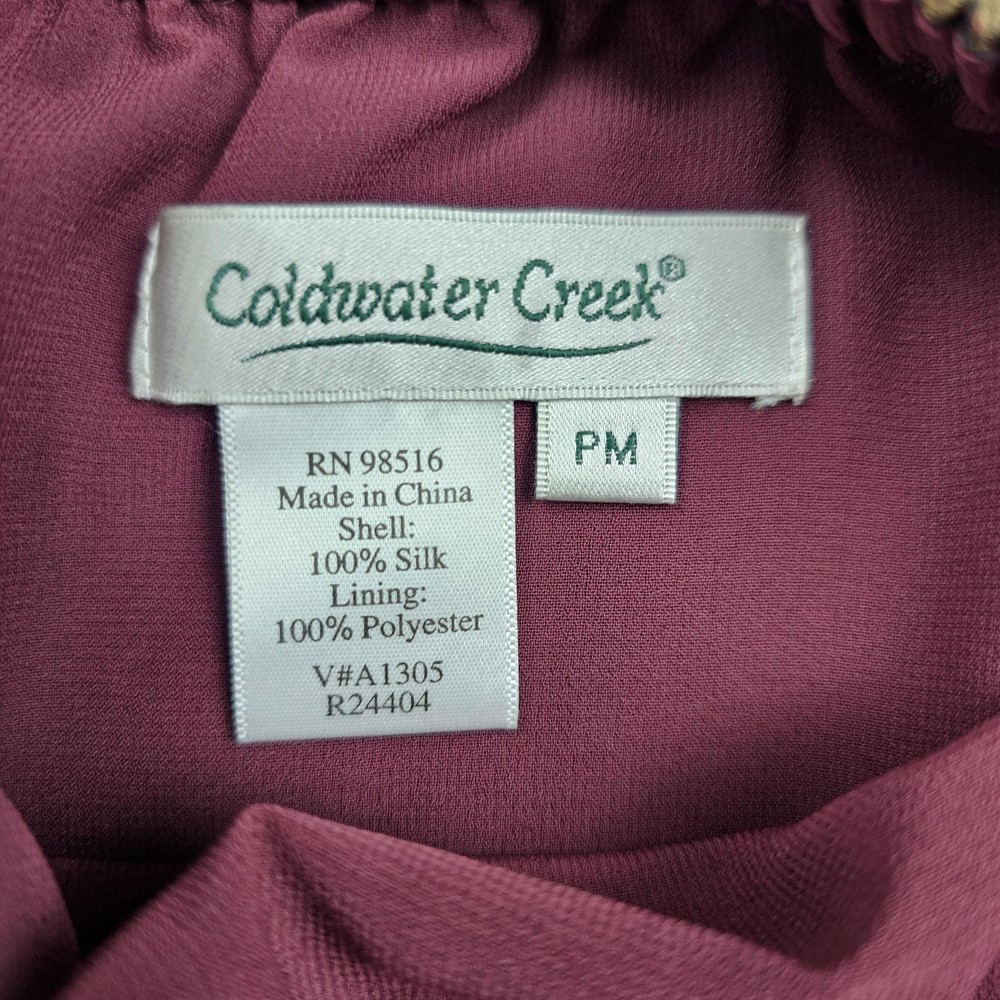 Coldwater Creek®
PM
RN 98516
Made in China
Shell:
100% Silk
Lining:
100% Polyester
V#A1305
R24404